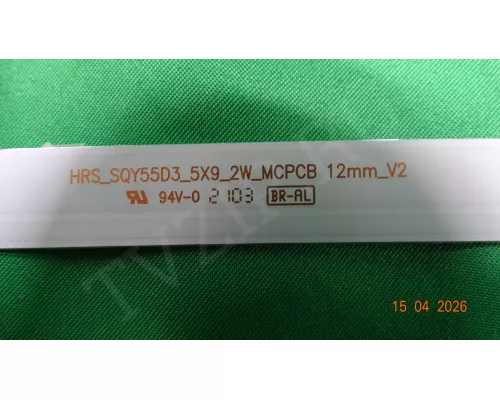 HRS_SQY55D3_5X9_2W_MCPCB 12mm_V2
94V-0 2103 BR-AL
15 04 2026